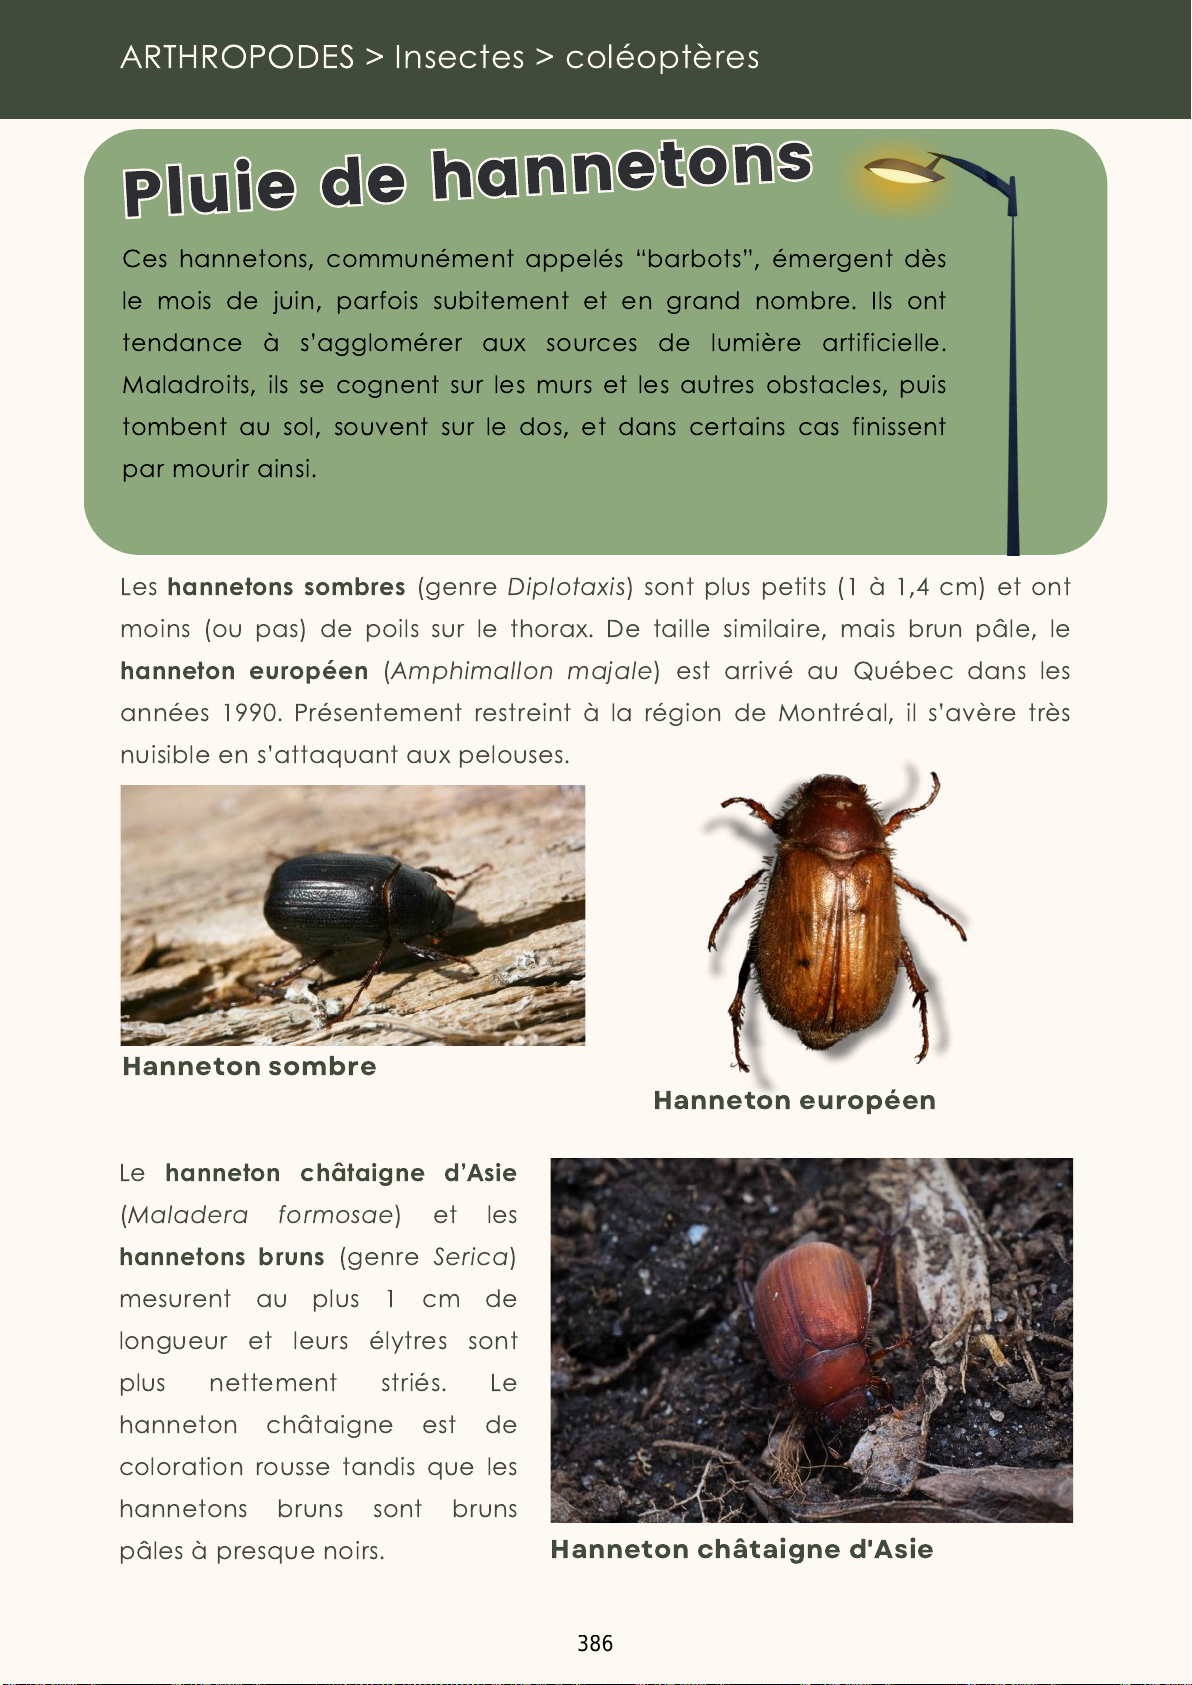 ARTHROPODES > Insectes > coléoptères
Pluie de hannetons
Ces hannetons, communément appelés “barbots”, émergent dès
le mois de juin, parfois subitement et en grand nombre. Ils ont
tendance à s’agglomérer aux sources de lumière artificielle.
Maladroits, ils se cognent sur les murs et les autres obstacles, puis
tombent au sol, souvent sur le dos, et dans certains cas finissent
par mourir ainsi.
Les hannetons sombres (genre Diplotaxis) sont plus petits (1 à 1,4 cm) et ont
moins (ou pas) de poils sur le thorax. De taille similaire, mais brun pâle, le
hanneton européen (Amphimallon majale) est arrivé au Québec dans les
années 1990. Présentement restreint à la région de Montréal, il s’avère très
nuisible en s’attaquant aux pelouses.
Hanneton sombre
Hanneton européen
Le hanneton châtaigne d’Asie
(Maladera formosae) et les
hannetons bruns (genre Serica)
mesurent au plus 1 cm de
longueur et leurs élytres sont
plus nettement striés. Le
hanneton châtaigne est de
coloration rousse tandis que les
hannetons bruns sont bruns
pâles à presque noirs.
Hanneton châtaigne d'Asie
386